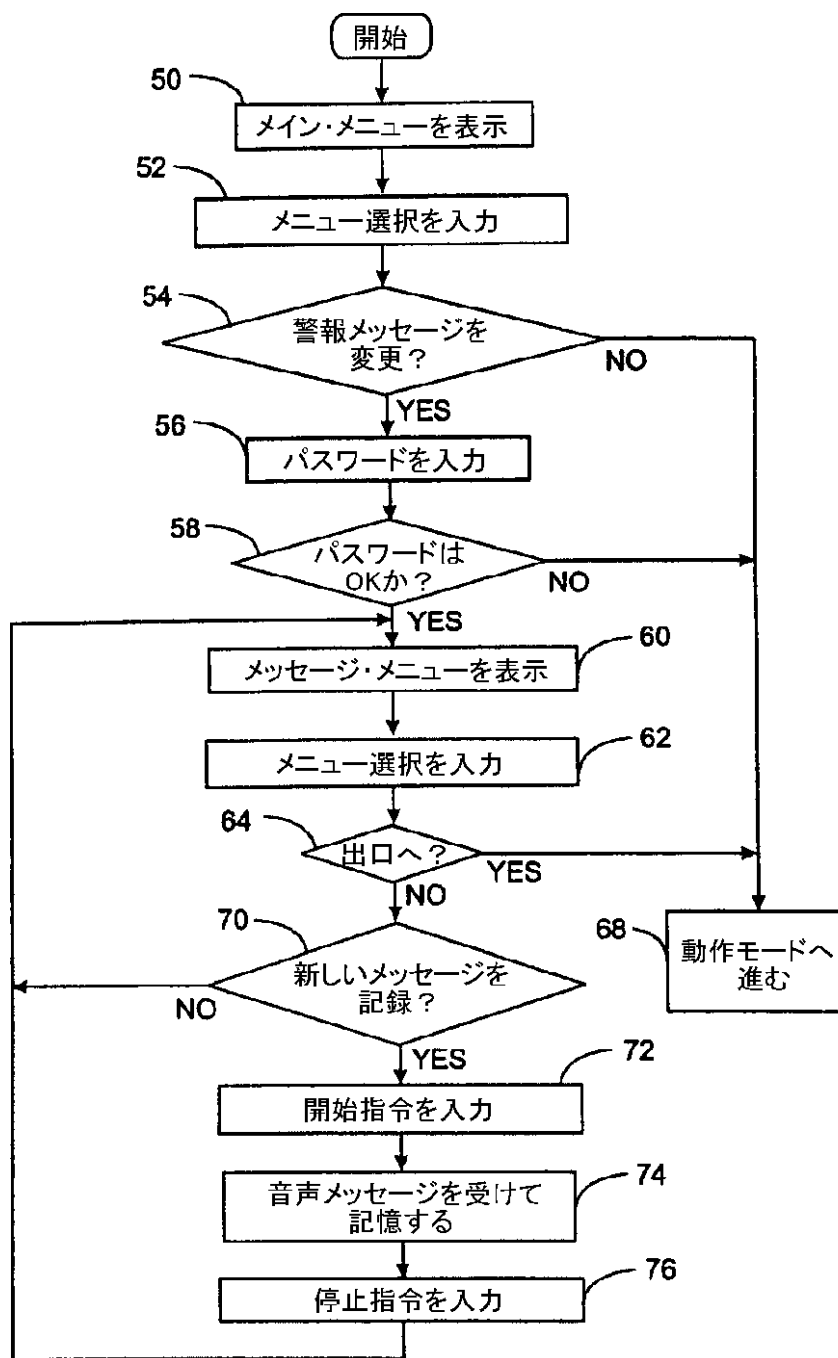 開始
50
メイン・メニューを表示
52
メニュー選択を入力
54
警報メッセージを
変更？
NO
YES
56
パスワードを入力
58
パスワードは
OKか？
NO
YES
60
メッセージ・メニューを表示
62
メニュー選択を入力
64
出口へ？
YES
NO
70
新しいメッセージを
記録？
NO
YES
68
動作モードへ
進む
72
開始指令を入力
74
音声メッセージを受けて
記憶する
76
停止指令を入力